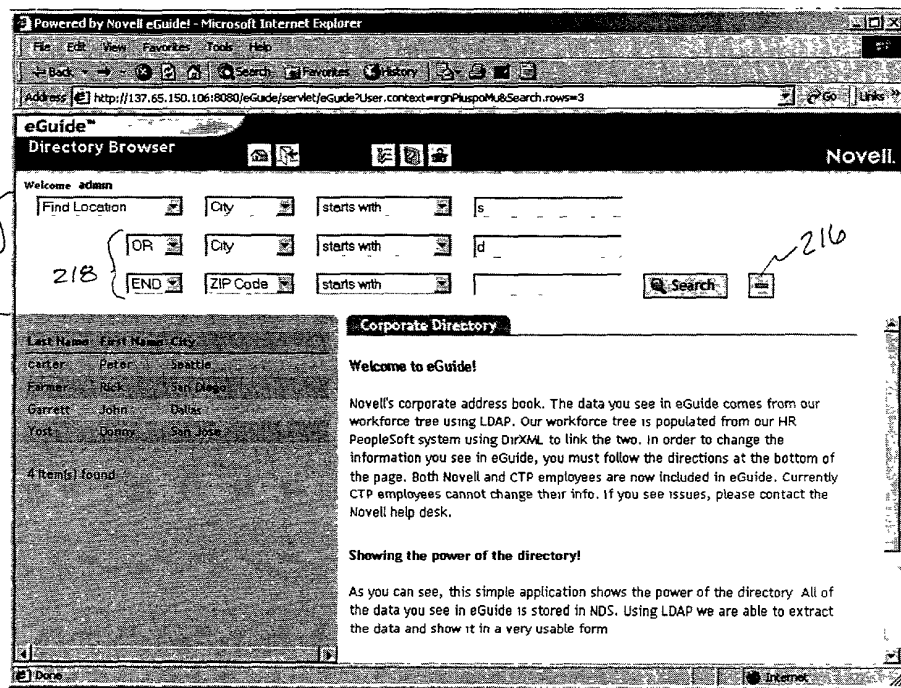 Powered by Novell eGuide! - Microsoft Internet Explorer
File Edit View Favorites Tools Help
Back Search Favorites History
Address http://137.65.150.106:8080/eGuide/servlet/eGuide?User.context=rgnPiuspoMu&Search.rows=3 Go Links »
eGuide™
Directory Browser
Novell.
Welcome admin
Find Location City starts with s
OR City starts with d
216
218
END ZIP Code starts with Search
Corporate Directory
Last Name First Name City
carter Peter Seattle
Farmer Rick San Diego
Garrett John Dallas
Yost Donny San Jose
4 Item(s) found
Welcome to eGuide!
Novell's corporate address book. The data you see in eGuide comes from our
workforce tree using LDAP. Our workforce tree is populated from our HR
PeopleSoft system using DirXML to link the two. In order to change the
information you see in eGuide, you must follow the directions at the bottom of
the page. Both Novell and CTP employees are now included in eGuide. Currently
CTP employees cannot change their info. If you see issues, please contact the
Novell help desk.
Showing the power of the directory!
As you can see, this simple application shows the power of the directory All of
the data you see in eGuide is stored in NDS. Using LDAP we are able to extract
the data and show it in a very usable form
Done
Internet